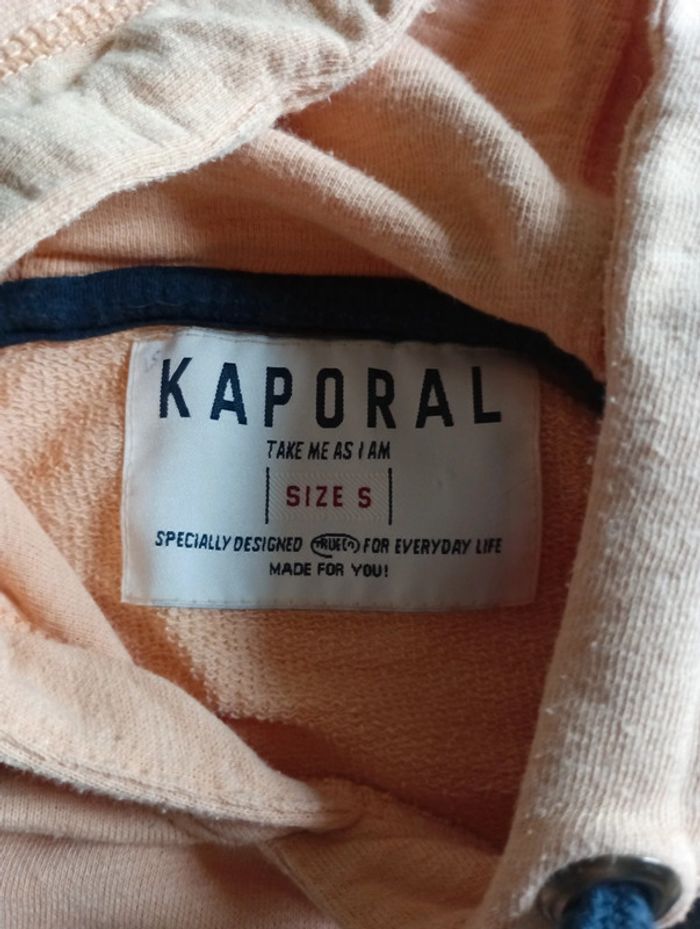 KAPORAL
TAKE ME AS I AM
SIZE S
SPECIALLY DESIGNED FOR EVERYDAY LIFE
MADE FOR YOU!